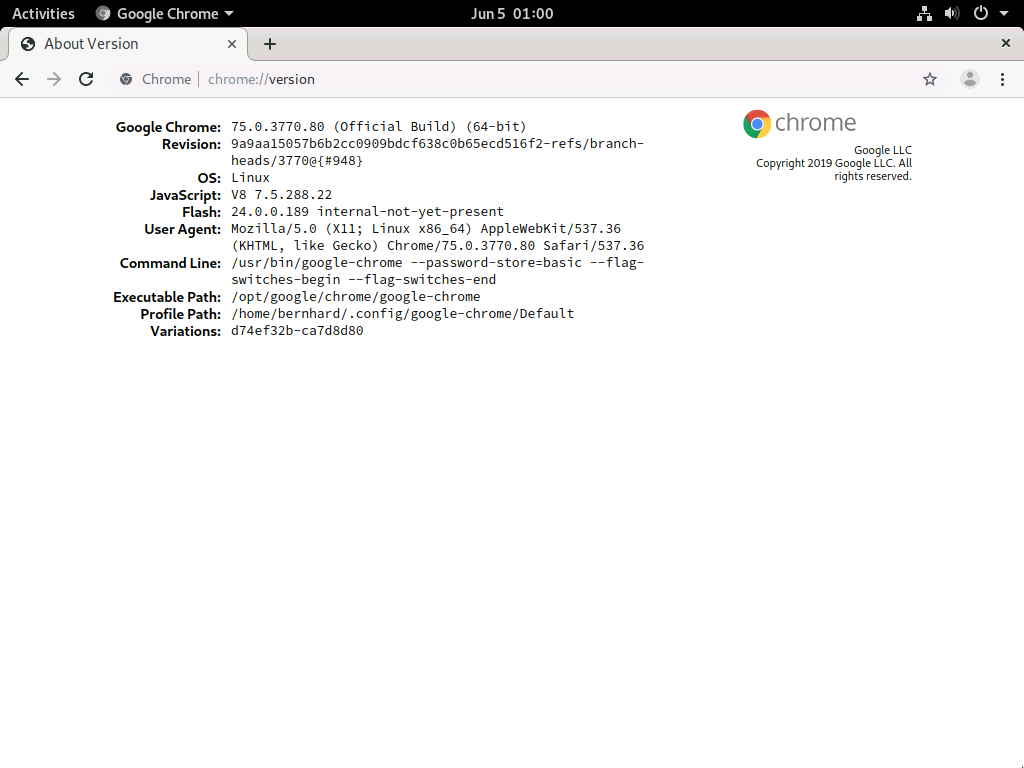 Activities Google Chrome Jun 5 01:00
About Version
Chrome chrome://version
chrome
Google LLC
Copyright 2019 Google LLC. All
rights reserved.
Google Chrome: 75.0.3770.80 (Official Build) (64-bit)
Revision: 9a9aa15057b6b2cc0909bdcf638c0b65ecd516f2-refs/branch-
heads/3770@{#948}
OS: Linux
JavaScript: V8 7.5.288.22
Flash: 24.0.0.189 internal-not-yet-present
User Agent: Mozilla/5.0 (X11; Linux x86_64) AppleWebKit/537.36
(KHTML, like Gecko) Chrome/75.0.3770.80 Safari/537.36
Command Line: /usr/bin/google-chrome --password-store=basic --flag-
switches-begin --flag-switches-end
Executable Path: /opt/google/chrome/google-chrome
Profile Path: /home/bernhard/.config/google-chrome/Default
Variations: d74ef32b-ca7d8d80